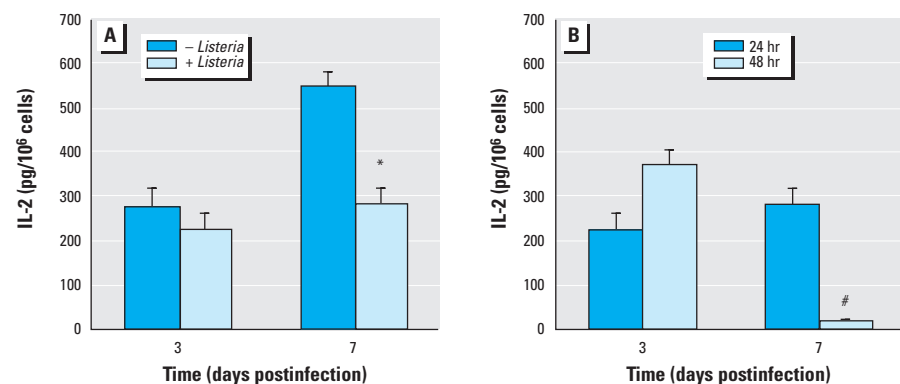 A
– Listeria
+ Listeria
IL-2 (pg/10⁶ cells)
700
600
500
400
300
200
100
0
*
3
7
Time (days postinfection)
B
24 hr
48 hr
IL-2 (pg/10⁶ cells)
700
600
500
400
300
200
100
0
#
3
7
Time (days postinfection)